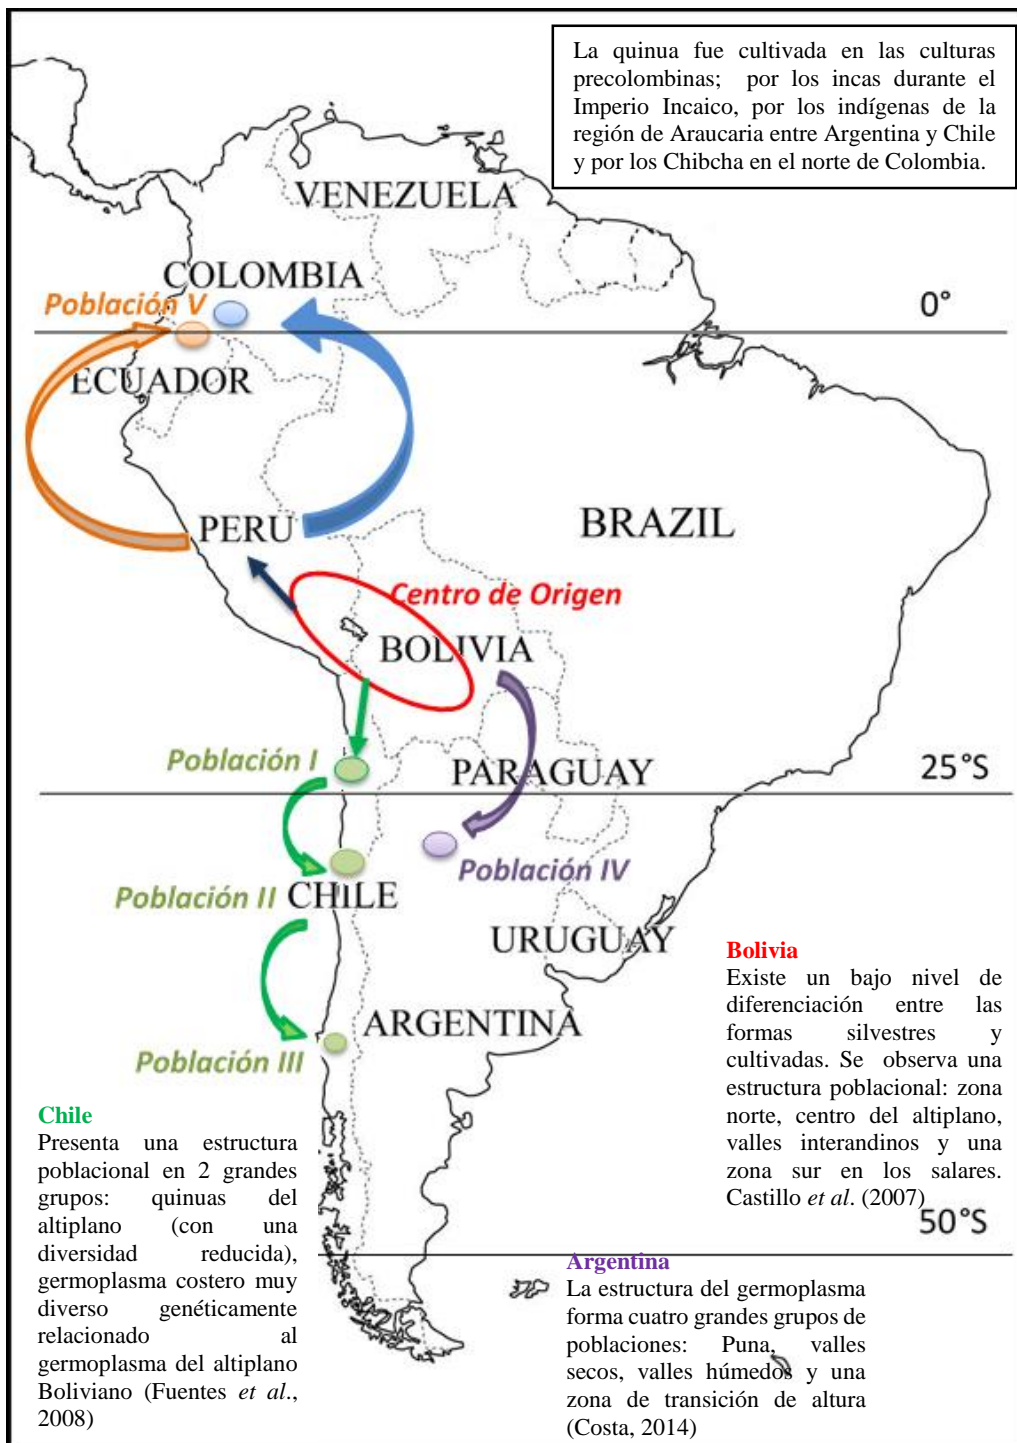 La quinua fue cultivada en las culturas
precolombinas; por los incas durante el
Imperio Incaico, por los indígenas de la
región de Araucaria entre Argentina y Chile
y por los Chibcha en el norte de Colombia.
VENEZUELA
COLOMBIA
Población V
0°
ECUADOR
PERU
BRAZIL
Centro de Origen
BOLIVIA
Población I
PARAGUAY
25°S
Población IV
Población II
CHILE
URUGUAY
ARGENTINA
Población III
Bolivia
Existe un bajo nivel de
diferenciación entre las
formas silvestres y
cultivadas. Se observa una
estructura poblacional: zona
norte, centro del altiplano,
valles interandinos y una
zona sur en los salares.
Castillo et al. (2007)
50°S
Chile
Presenta una estructura
poblacional en 2 grandes
grupos: quinuas del
altiplano (con una
diversidad reducida),
germoplasma costero muy
diverso genéticamente
relacionado al
germoplasma del altiplano
Boliviano (Fuentes et al.,
2008)
Argentina
La estructura del germoplasma
forma cuatro grandes grupos de
poblaciones: Puna, valles
secos, valles húmedos y una
zona de transición de altura
(Costa, 2014)